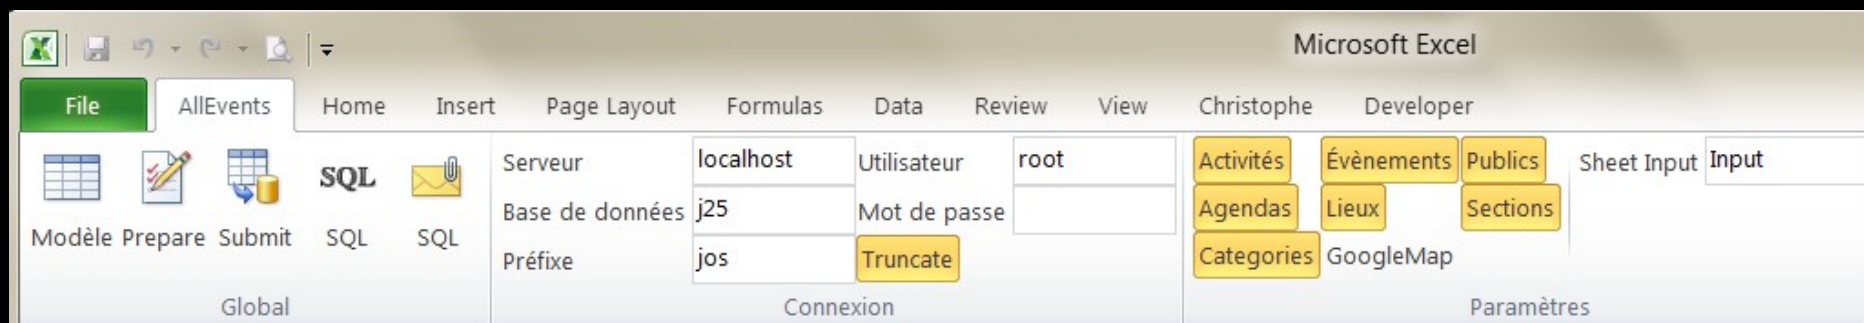 Microsoft Excel
File AllEvents Home Insert Page Layout Formulas Data Review View Christophe Developer
Serveur localhost Utilisateur root Activités Évènements Publics Sheet Input Input
SQL
Base de données j25 Mot de passe Agendas Lieux Sections
Modèle Prepare Submit SQL SQL
Préfixe jos Truncate Categories GoogleMap
Global Connexion Paramètres